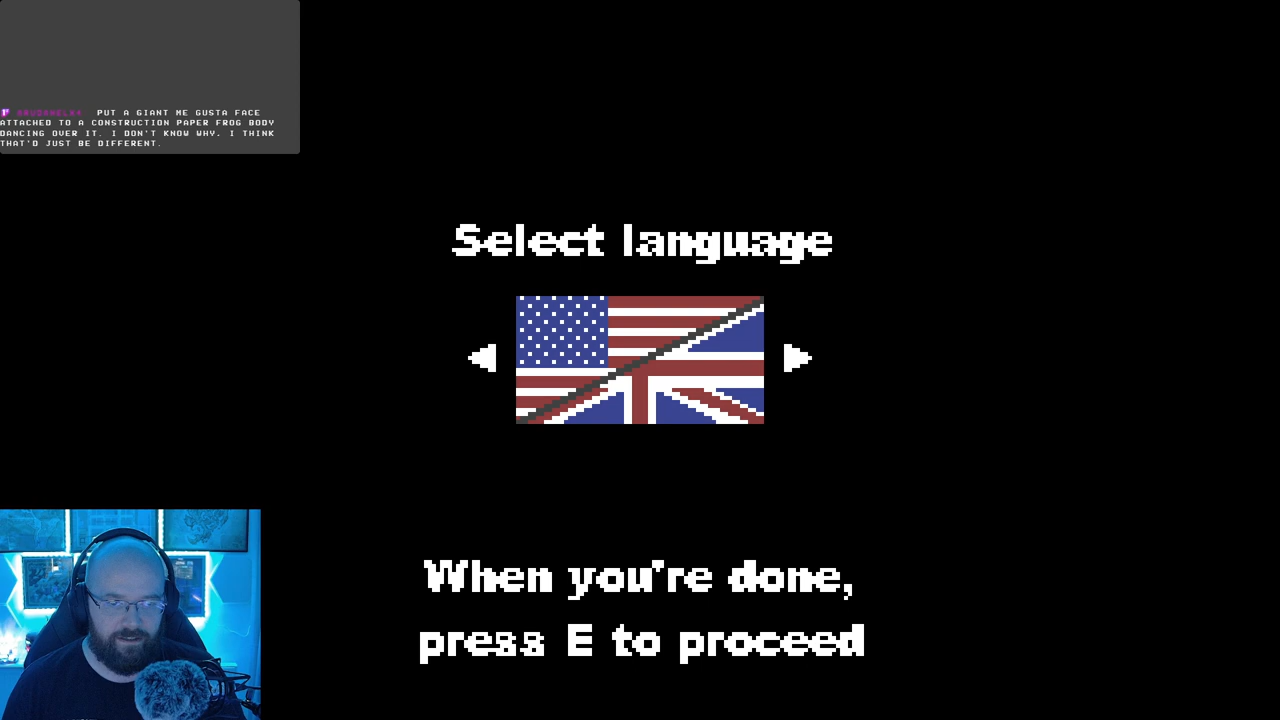 PUT A GIANT ME GUSTA FACE
ATTACHED TO A CONSTRUCTION PAPER FROG BODY
DANCING OVER IT. I DON'T KNOW WHY. I THINK
THAT'D JUST BE DIFFERENT.
Select language
When you're done,
press E to proceed